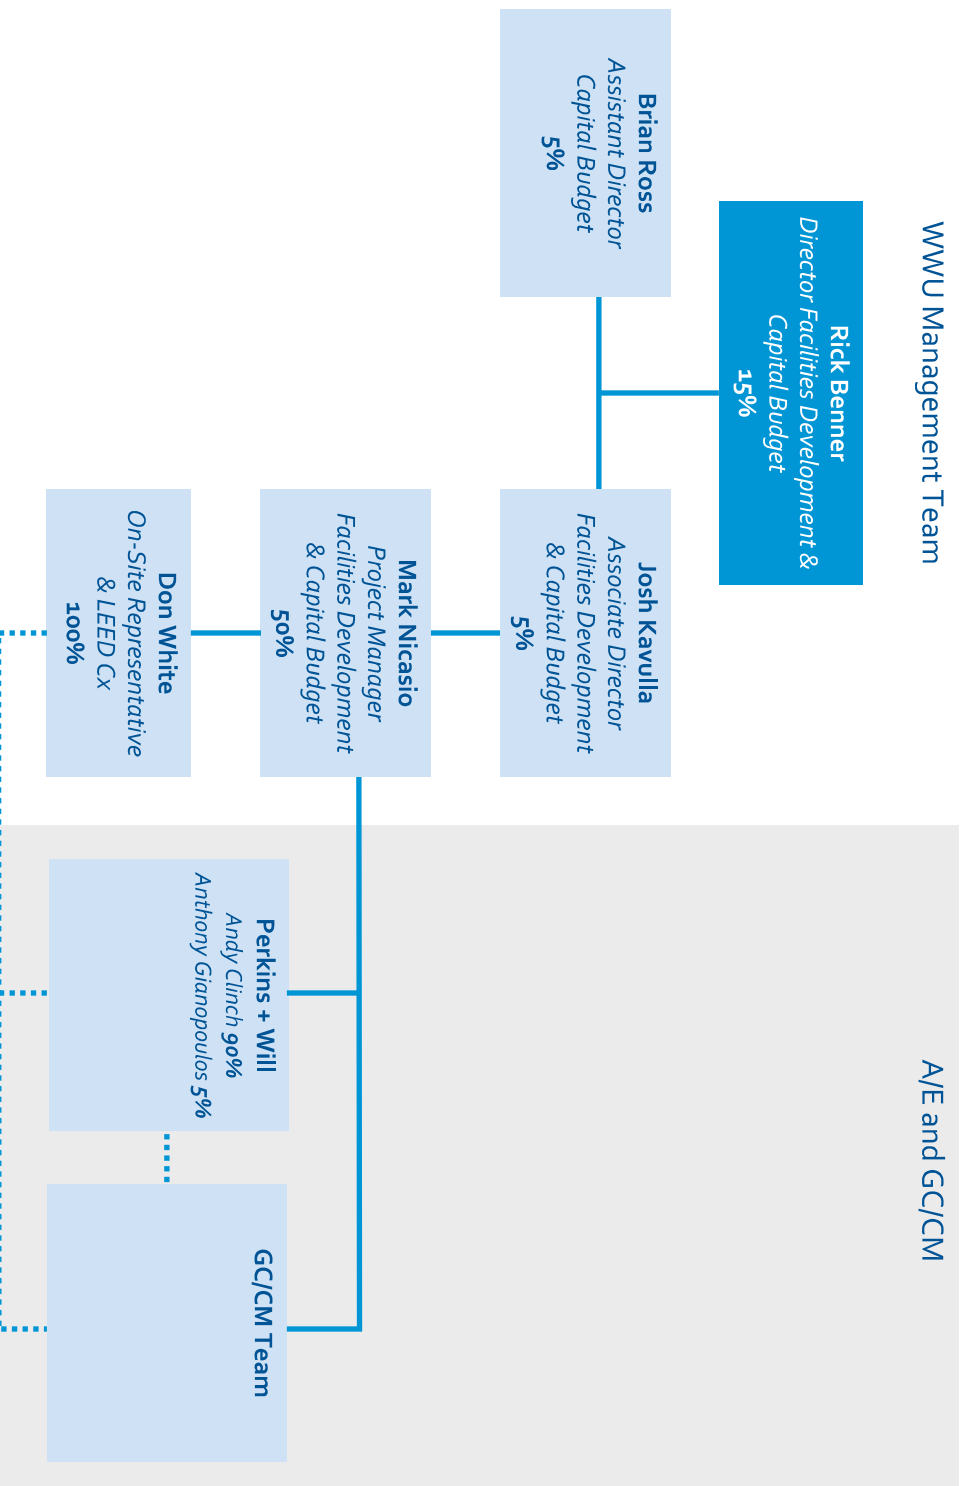 WWU Management Team
A/E and GC/CM
Rick Benner
Director Facilities Development &
Capital Budget
15%
Brian Ross
Assistant Director
Capital Budget
5%
Josh Kavulla
Associate Director
Facilities Development
& Capital Budget
5%
Mark Nicasio
Project Manager
Facilities Development
& Capital Budget
50%
Don White
On-Site Representative
& LEED Cx
100%
Perkins + Will
Andy Clinch 90%
Anthony Gianopoulos 5%
GC/CM Team